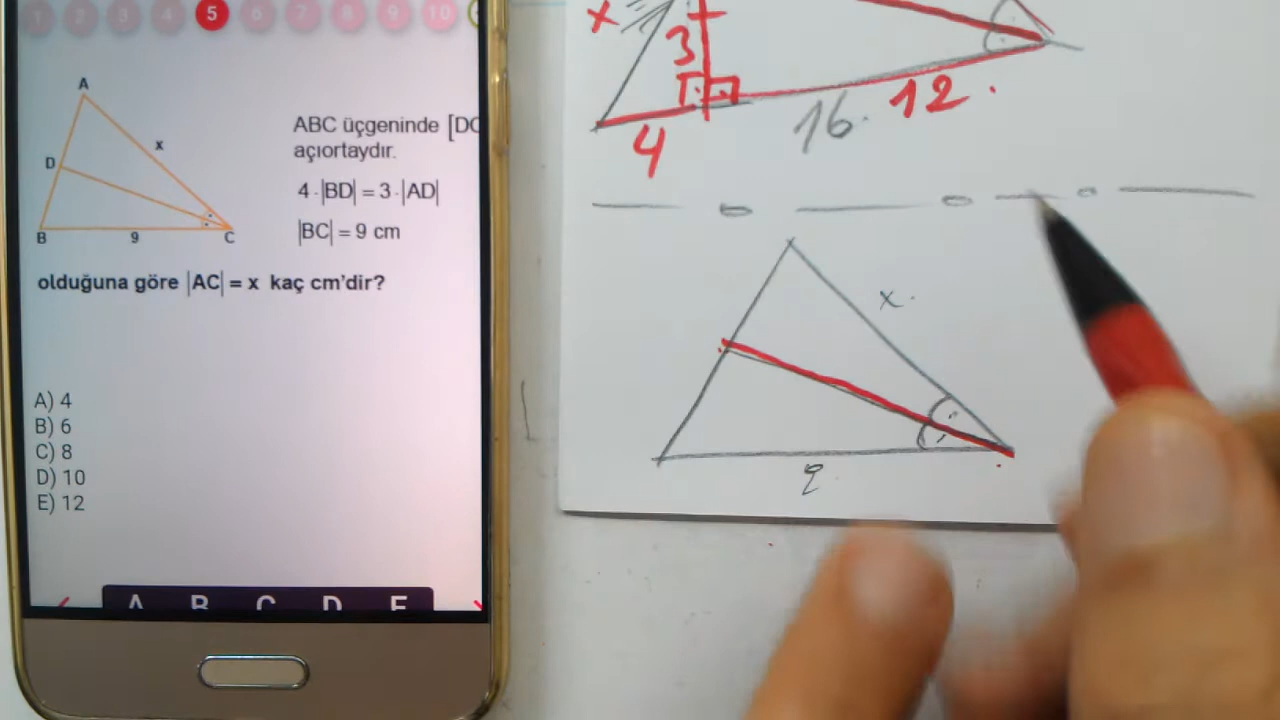 1 2 3 4 5 6 7 8 9 10
A
D
x
B
9
C
ABC üçgeninde [DC
açıortaydır.
4·|BD| = 3·|AD|
|BC| = 9 cm
olduğuna göre |AC| = x kaç cm'dir?
A) 4
B) 6
C) 8
D) 10
E) 12
A B C D E
x
3
4
16.
12.
x.
9